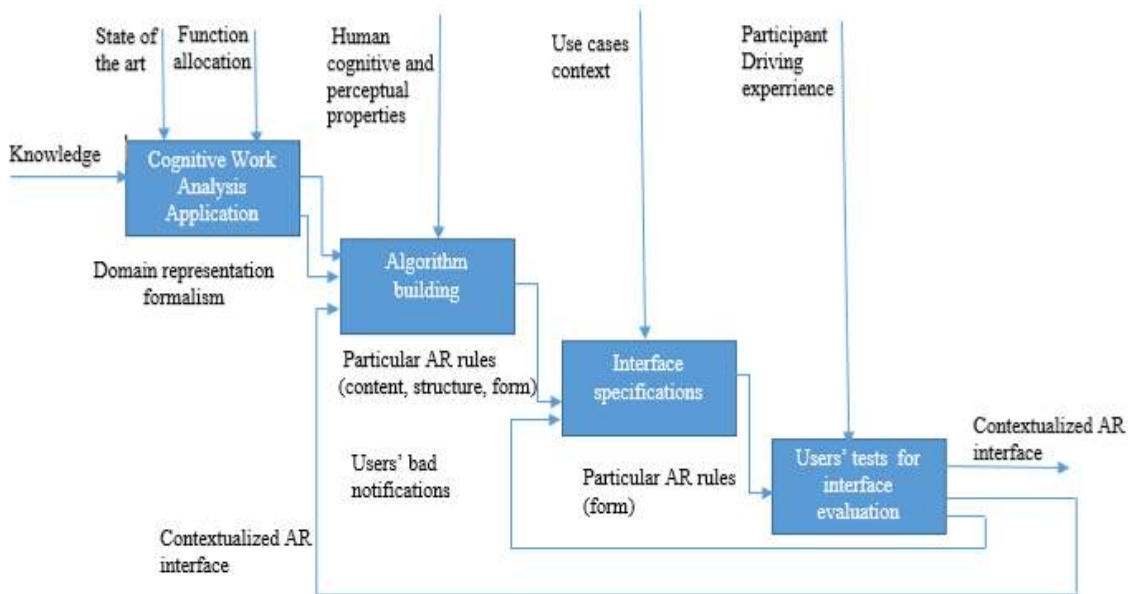 State of
the art
Function
allocation
Human
cognitive and
perceptual
properties
Use cases
context
Participant
Driving
experrience
Knowledge
Cognitive Work
Analysis
Application
Domain representation
formalism
Algorithm
building
Particular AR rules
(content, structure, form)
Interface
specifications
Users’ bad
notifications
Particular AR rules
(form)
Users’ tests for
interface
evaluation
Contextualized AR
interface
Contextualized AR
interface